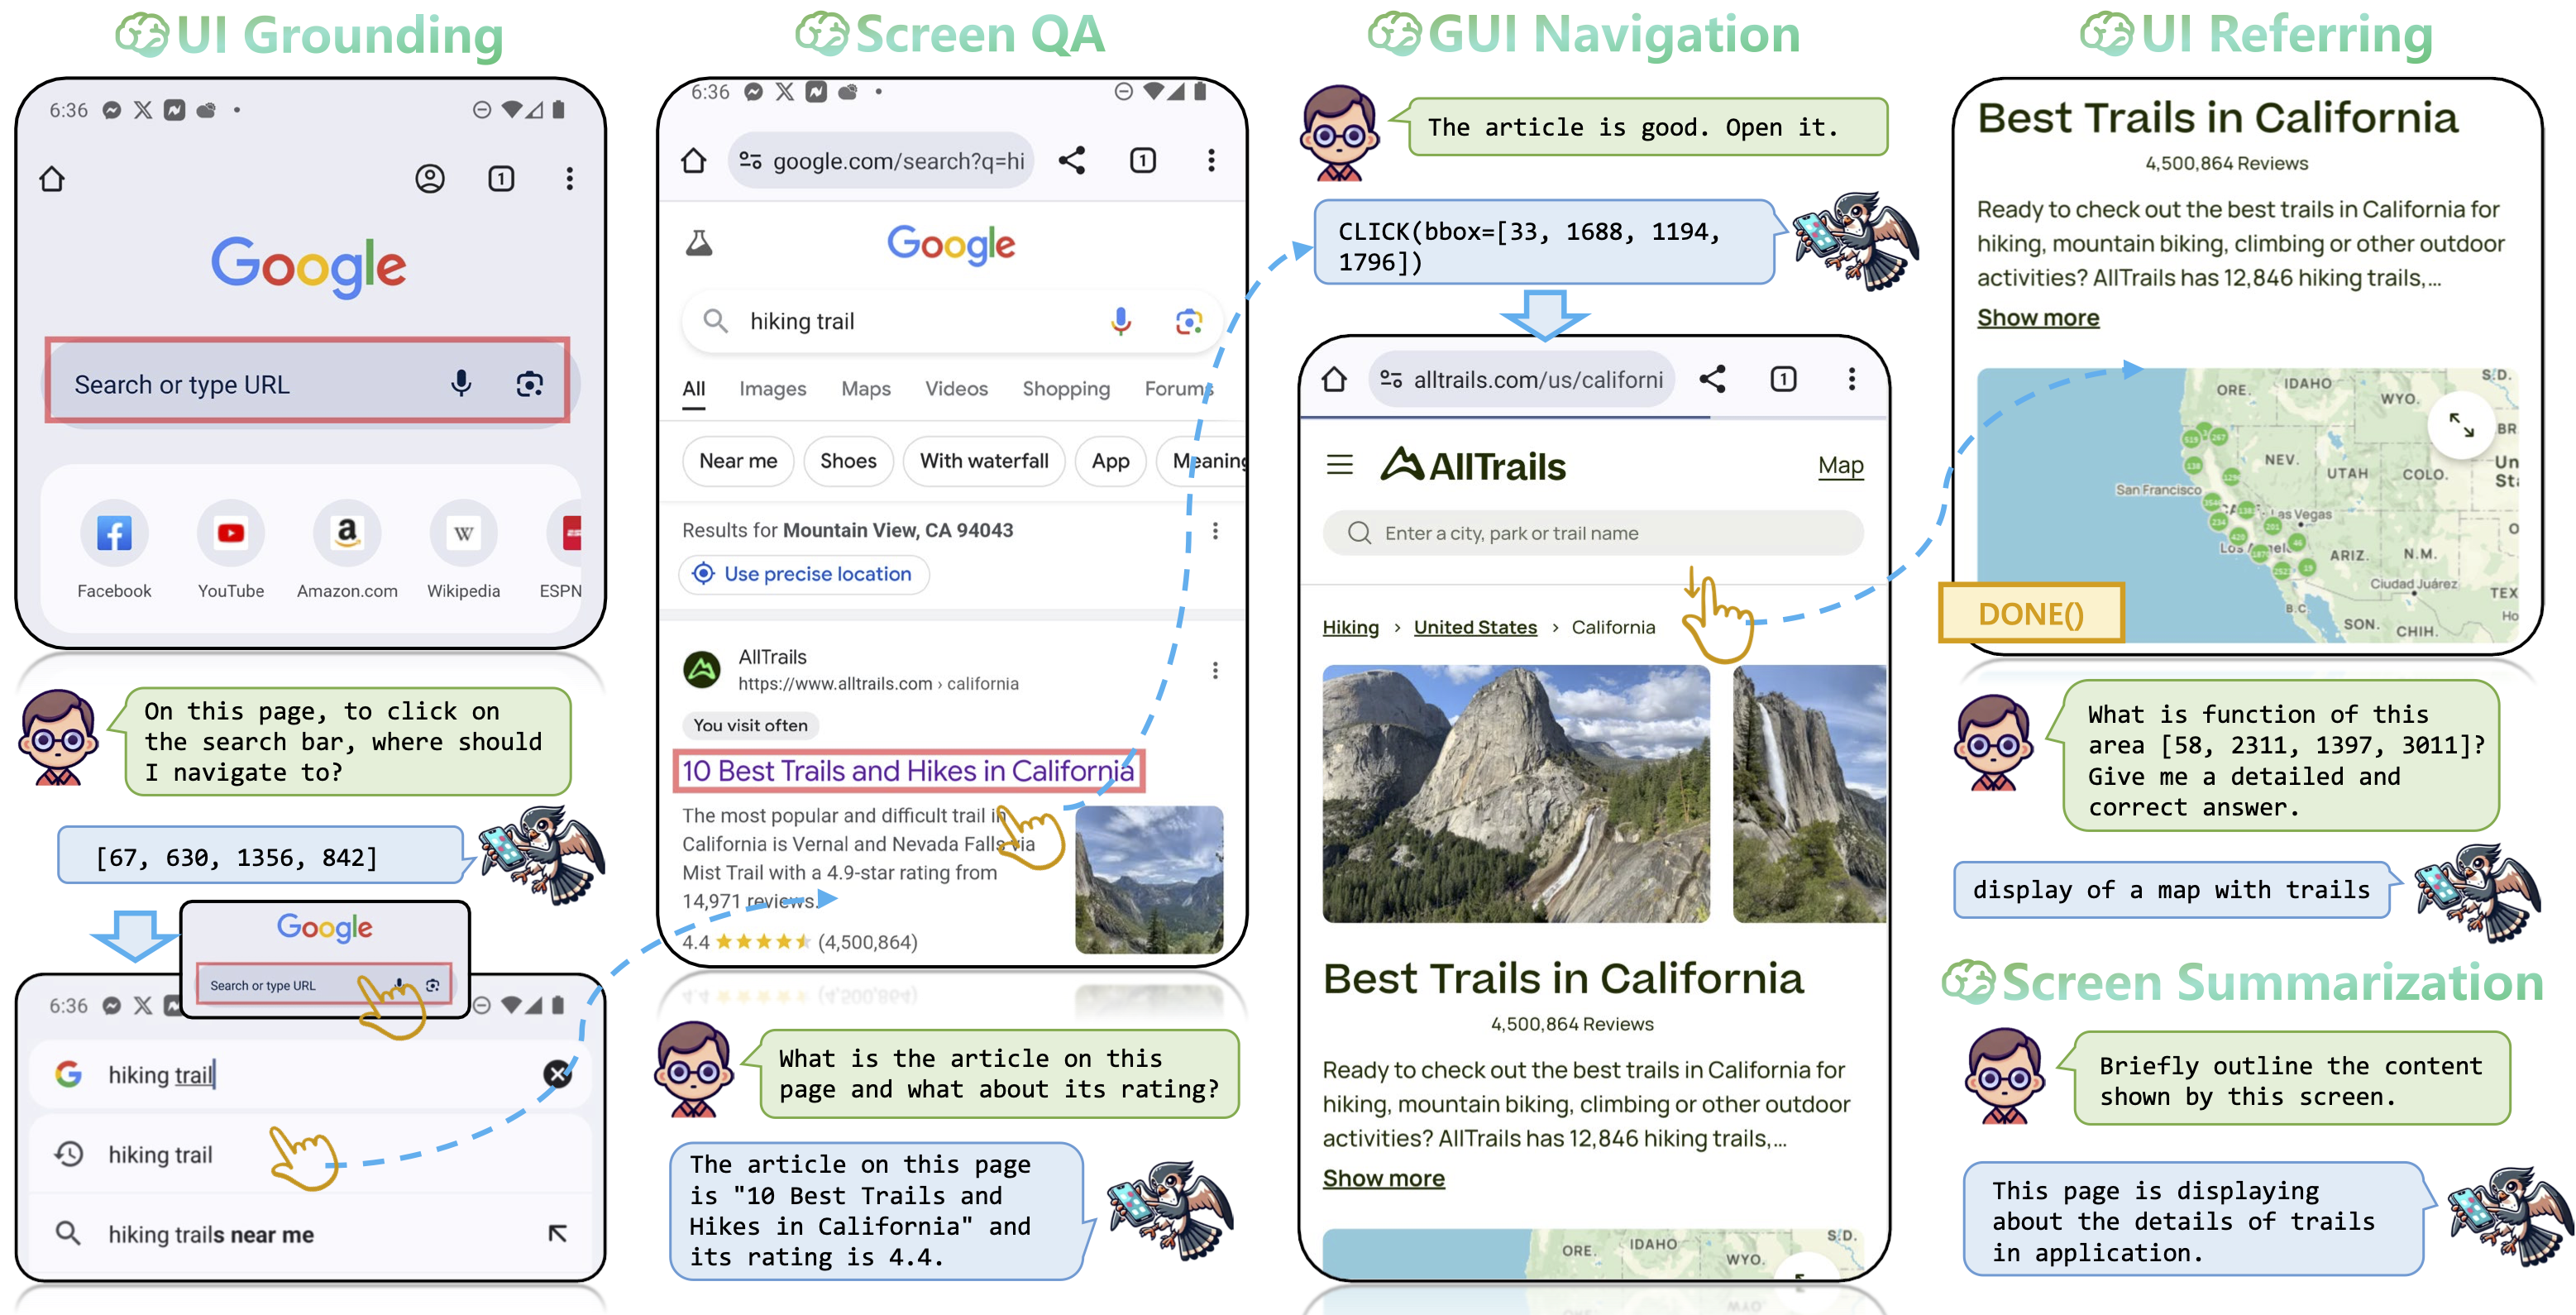 UI Grounding
6:36
1
Google
Search or type URL
Facebook
YouTube
Amazon.com
Wikipedia
ESPN
On this page, to click on
the search bar, where should
I navigate to?
[67, 630, 1356, 842]
Google
Search or type URL
6:36
hiking trail
hiking trail
hiking trails near me
Screen QA
6:36
google.com/search?q=hi
1
Google
hiking trail
All Images Maps Videos Shopping Forums
Near me Shoes With waterfall App Meaning
Results for Mountain View, CA 94043
Use precise location
AllTrails
https://www.alltrails.com › california
You visit often
10 Best Trails and Hikes in California
The most popular and difficult trail in
California is Vernal and Nevada Falls via
Mist Trail with a 4.9-star rating from
14,971 reviews.
4.4 (4,500,864)
4.4 (4,500,864)
What is the article on this
page and what about its rating?
The article on this page
is "10 Best Trails and
Hikes in California" and
its rating is 4.4.
GUI Navigation
The article is good. Open it.
CLICK(bbox=[33, 1688, 1194,
1796])
alltrails.com/us/californi
1
AllTrails
Map
Enter a city, park or trail name
Hiking › United States › California
Best Trails in California
4,500,864 Reviews
Ready to check out the best trails in California for
hiking, mountain biking, climbing or other outdoor
activities? AllTrails has 12,846 hiking trails,...
Show more
ORE. IDAHO WYO. S.D.
UI Referring
Best Trails in California
4,500,864 Reviews
Ready to check out the best trails in California for
hiking, mountain biking, climbing or other outdoor
activities? AllTrails has 12,846 hiking trails,...
Show more
ORE. IDAHO WYO. S.D.
NEV. UTAH COLO.
San Francisco
Las Vegas
ARIZ. N.M.
Ciudad Juárez
TEX
B.C. SON. CHIH.
DONE()
What is function of this
area [58, 2311, 1397, 3011]?
Give me a detailed and
correct answer.
display of a map with trails
Screen Summarization
Briefly outline the content
shown by this screen.
This page is displaying
about the details of trails
in application.